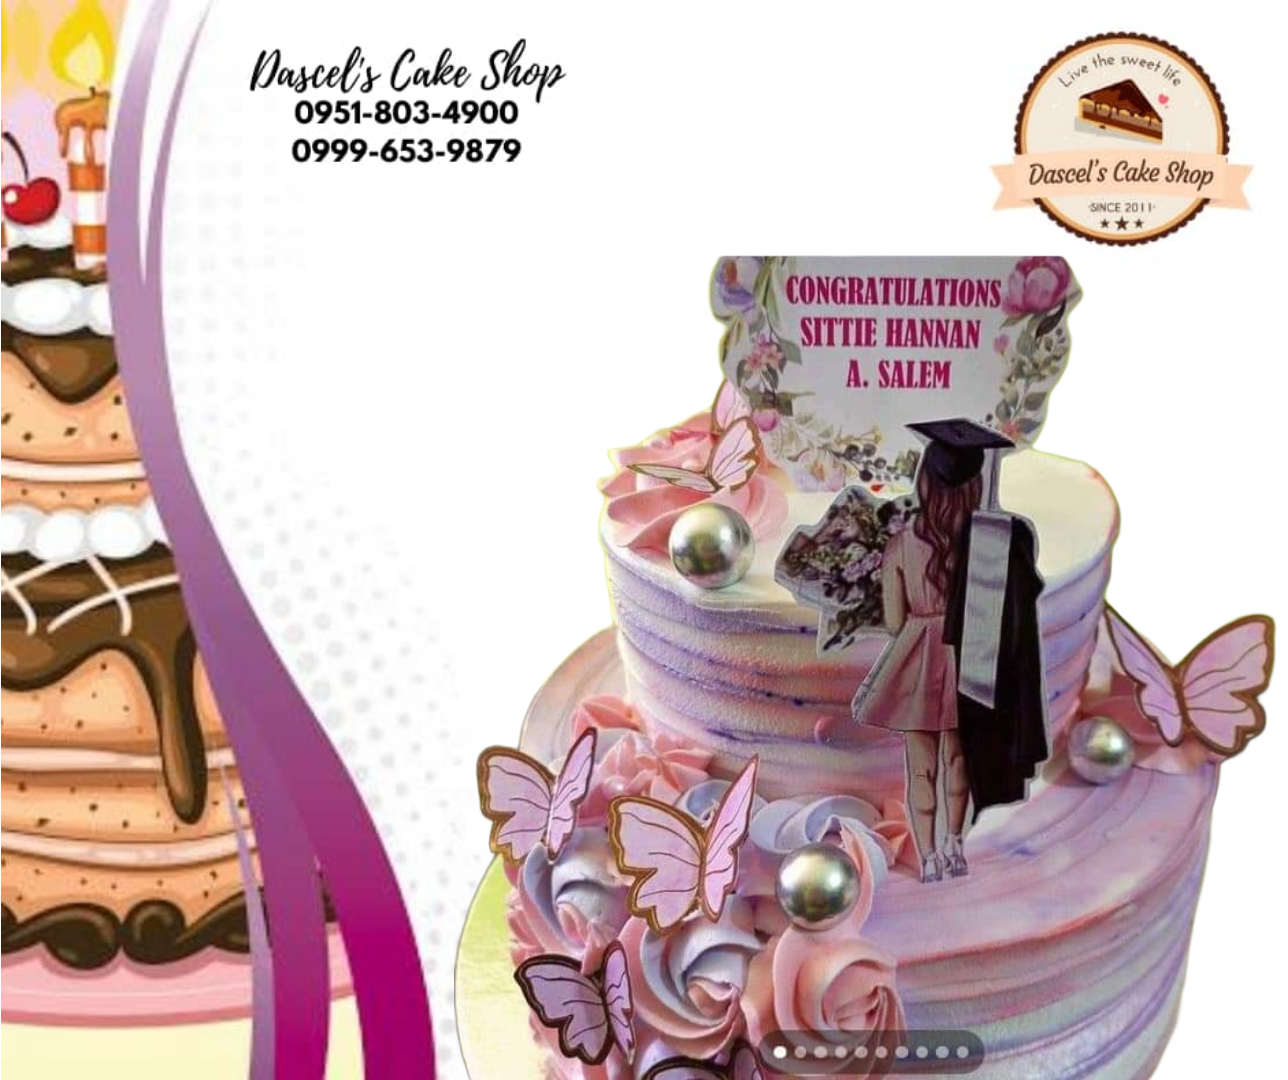 Dascel's Cake Shop
0951-803-4900
0999-653-9879
Live the sweet life
Dascel's Cake Shop
·SINCE 2011·
CONGRATULATIONS
SITTIE HANNAN
A. SALEM